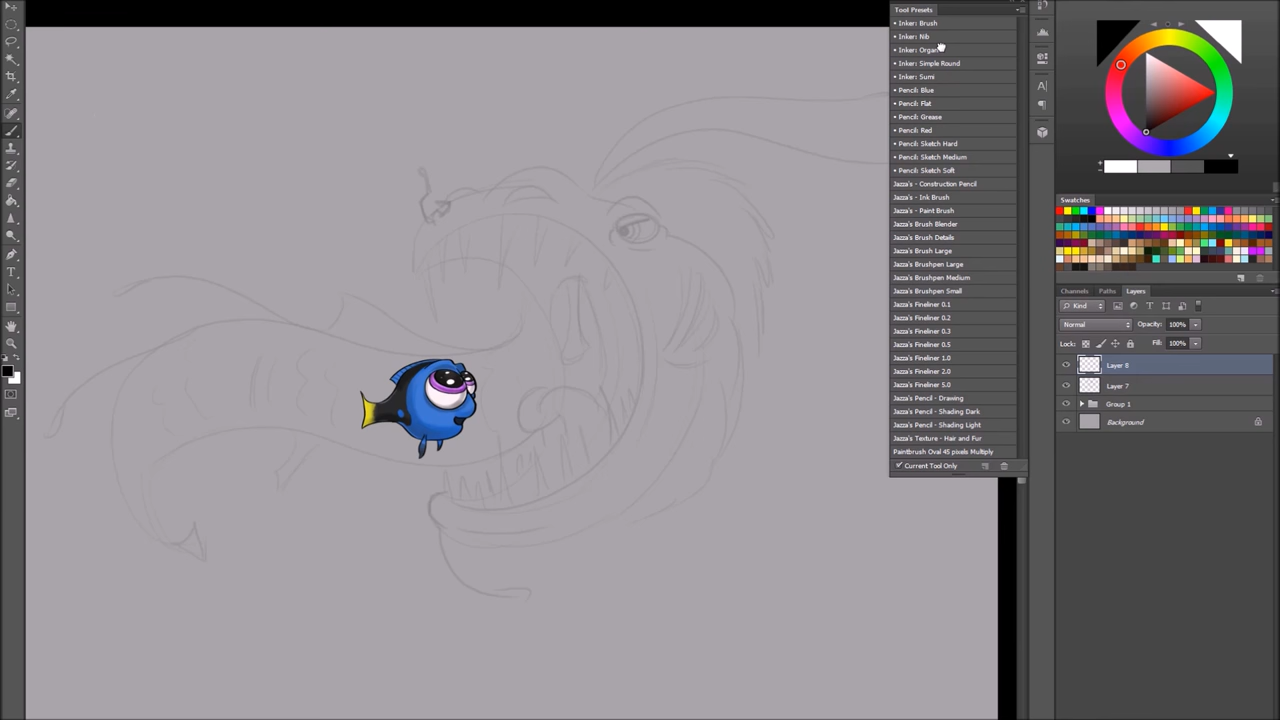 Tool Presets
Inker: Brush
Inker: Nib
Inker: Organ
Inker: Simple Round
Inker: Sumi
Pencil: Blue
Pencil: Flat
Pencil: Grease
Pencil: Red
Pencil: Sketch Hard
Pencil: Sketch Medium
Pencil: Sketch Soft
Jazza's - Construction Pencil
Jazza's - Ink Brush
Jazza's - Paint Brush
Jazza's Brush Blender
Jazza's Brush Details
Jazza's Brush Large
Jazza's Brushpen Large
Jazza's Brushpen Medium
Jazza's Brushpen Small
Jazza's Fineliner 0.1
Jazza's Fineliner 0.2
Jazza's Fineliner 0.3
Jazza's Fineliner 0.5
Jazza's Fineliner 1.0
Jazza's Fineliner 2.0
Jazza's Fineliner 5.0
Jazza's Pencil - Drawing
Jazza's Pencil - Shading Dark
Jazza's Pencil - Shading Light
Jazza's Texture - Hair and Fur
Paintbrush Oval 45 pixels Multiply
Current Tool Only
Swatches
Channels Paths Layers
Kind
Normal Opacity: 100%
Lock: Fill: 100%
Layer 8
Layer 7
Group 1
Background